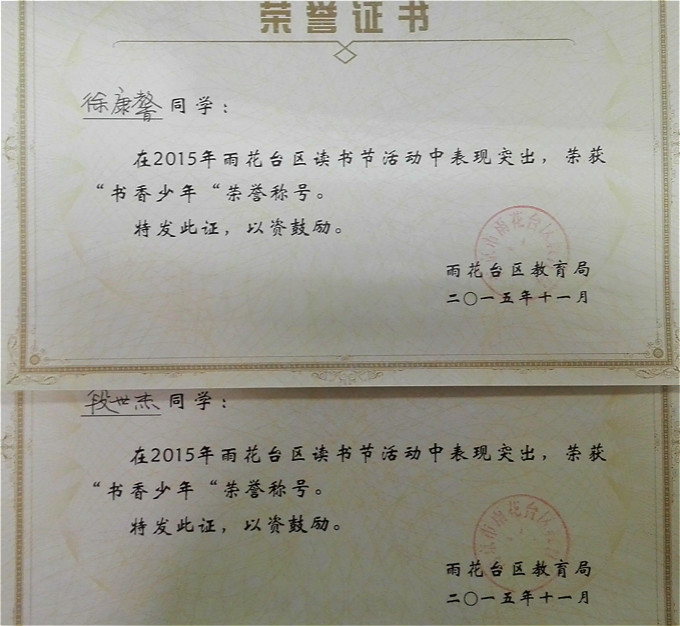 荣誉证书
徐康馨同学：
在2015年雨花台区读书节活动中表现突出，荣获
“书香少年“荣誉称号。
特发此证，以资鼓励。
雨花台区教育局
二〇一五年十一月
段世杰同学：
在2015年雨花台区读书节活动中表现突出，荣获
“书香少年“荣誉称号。
特发此证，以资鼓励。
雨花台区教育局
二〇一五年十一月